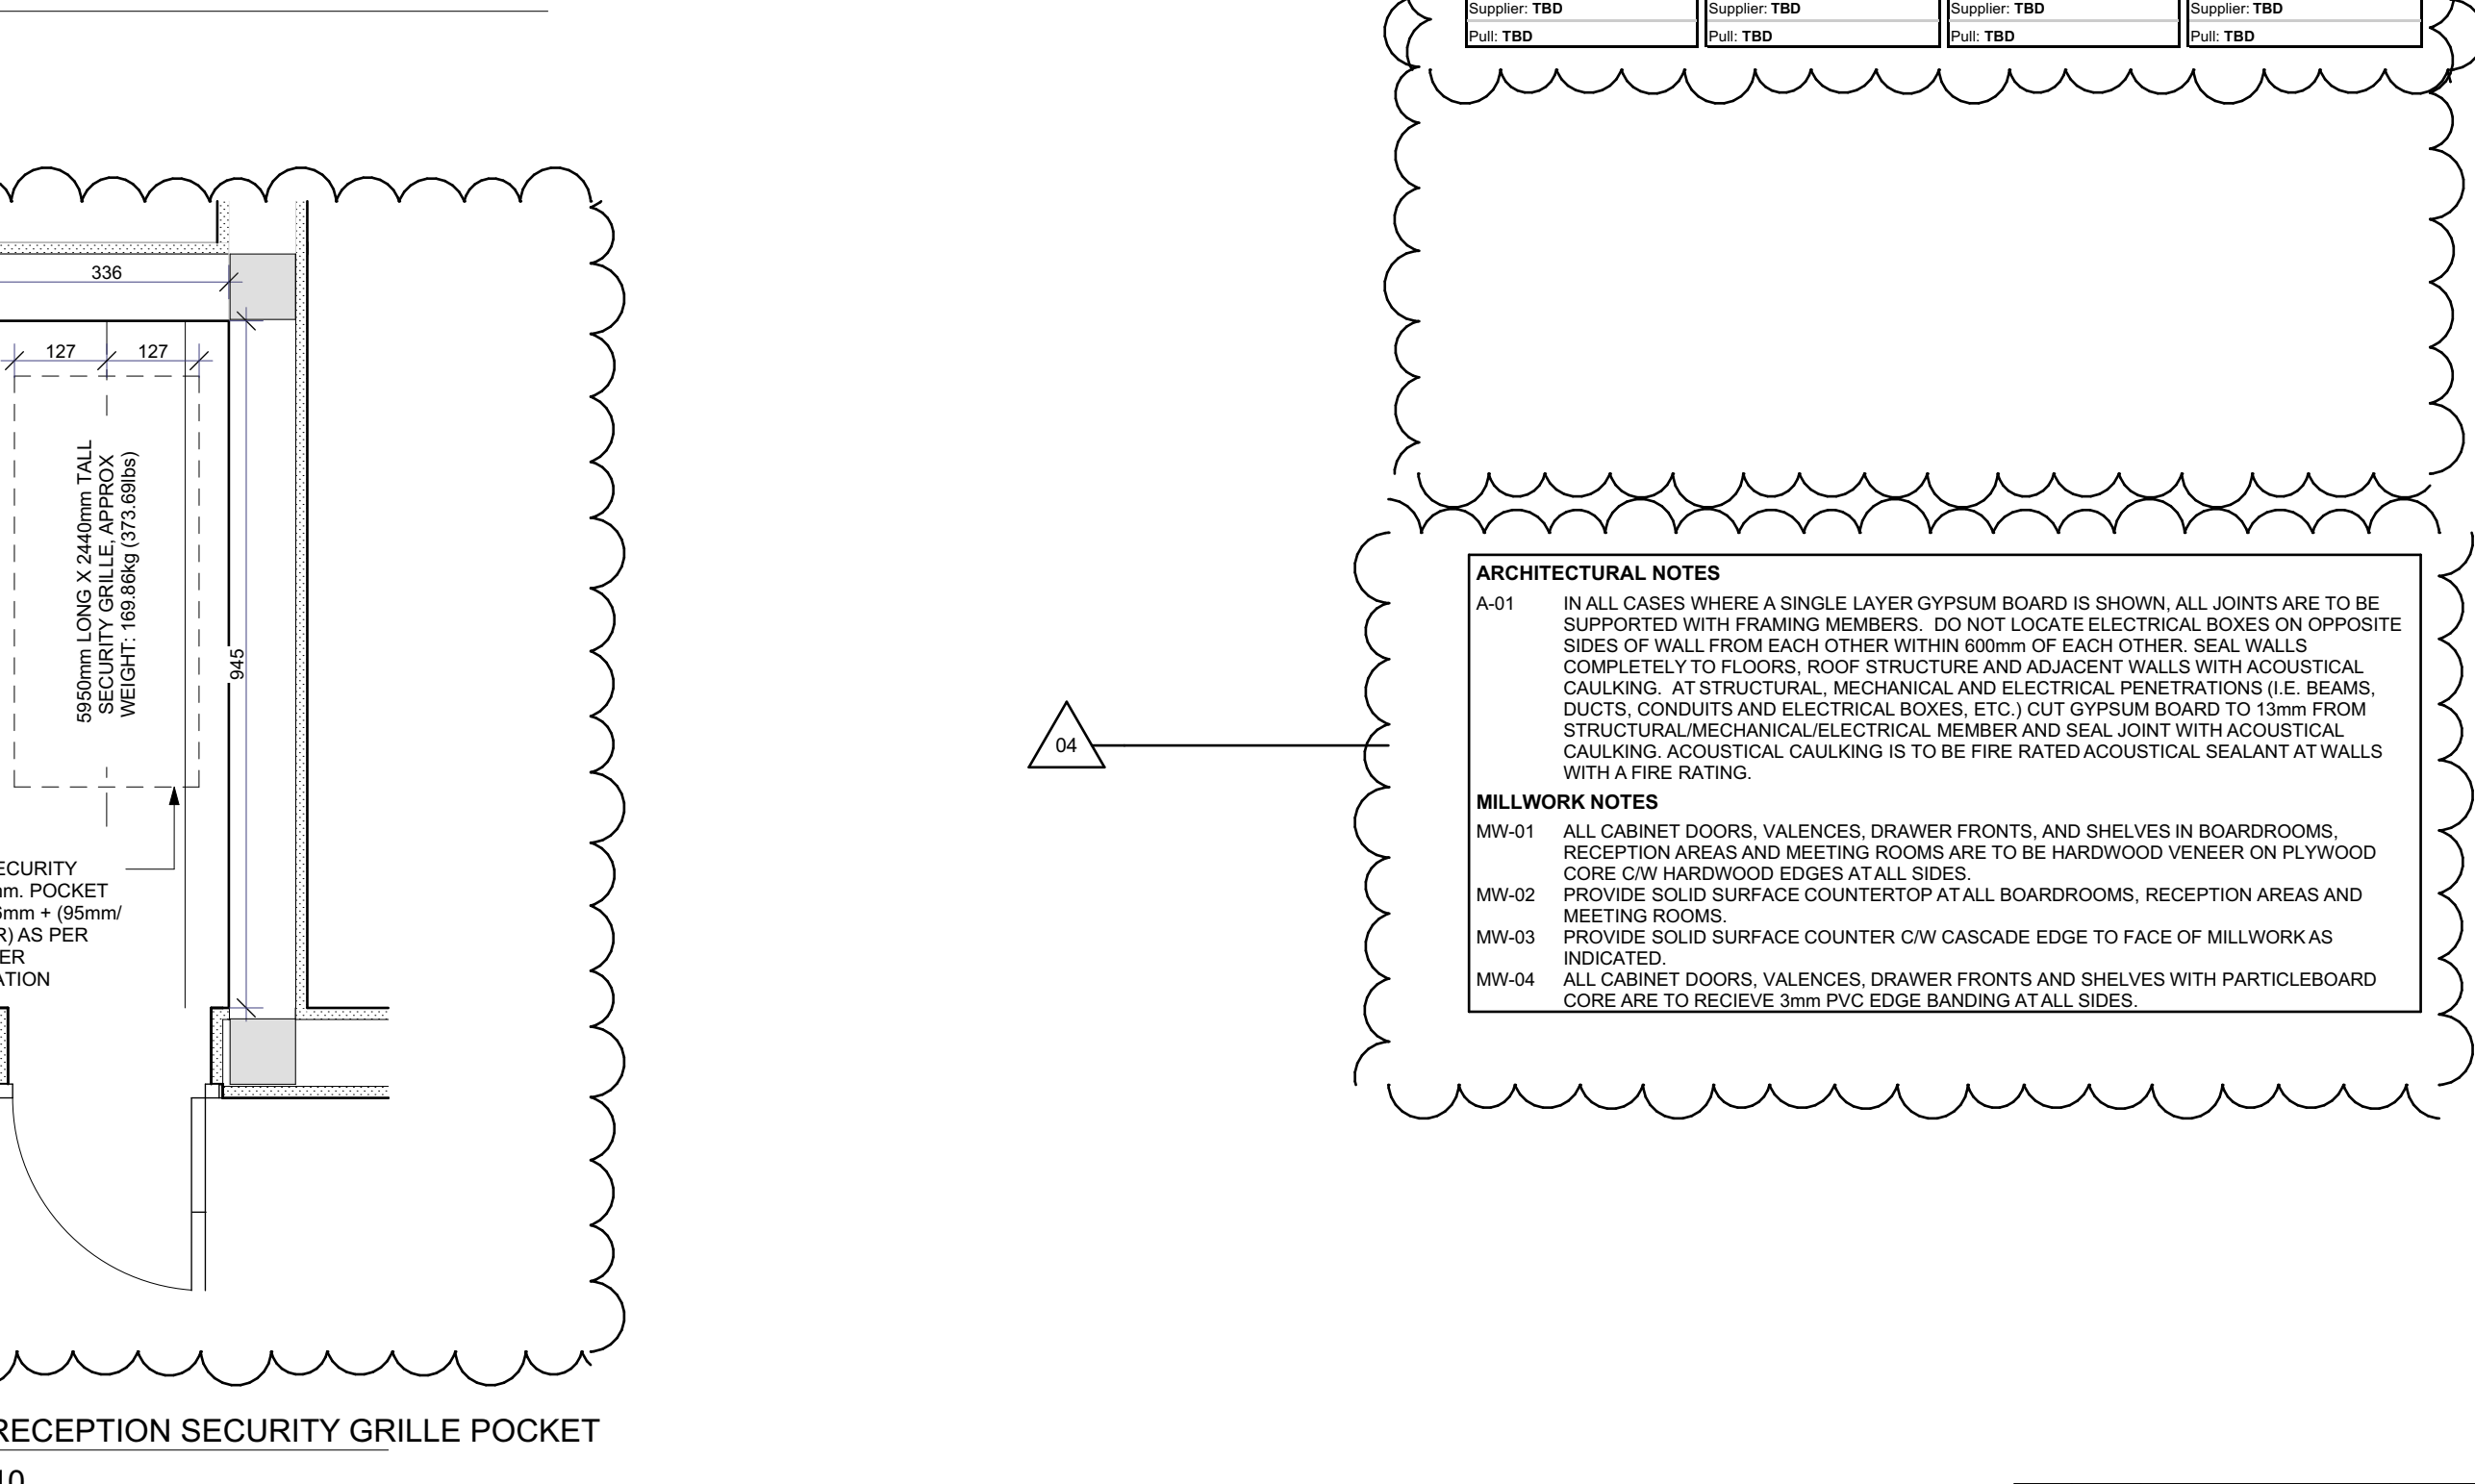 Supplier: TBD
Supplier: TBD
Supplier: TBD
Supplier: TBD
Pull: TBD
Pull: TBD
Pull: TBD
Pull: TBD
336
127
127
5950mm LONG X 2440mm TALL
SECURITY GRILLE, APPROX
WEIGHT: 169.86kg (373.69lbs)
945
POCKET
+ (95mm/
AS PER
RECEPTION SECURITY GRILLE POCKET
04
ARCHITECTURAL NOTES
A-01 IN ALL CASES WHERE A SINGLE LAYER GYPSUM BOARD IS SHOWN, ALL JOINTS ARE TO BE
SUPPORTED WITH FRAMING MEMBERS. DO NOT LOCATE ELECTRICAL BOXES ON OPPOSITE
SIDES OF WALL FROM EACH OTHER WITHIN 600mm OF EACH OTHER. SEAL WALLS
COMPLETELY TO FLOORS, ROOF STRUCTURE AND ADJACENT WALLS WITH ACOUSTICAL
CAULKING. AT STRUCTURAL, MECHANICAL AND ELECTRICAL PENETRATIONS (I.E. BEAMS,
DUCTS, CONDUITS AND ELECTRICAL BOXES, ETC.) CUT GYPSUM BOARD TO 13mm FROM
STRUCTURAL/MECHANICAL/ELECTRICAL MEMBER AND SEAL JOINT WITH ACOUSTICAL
CAULKING. ACOUSTICAL CAULKING IS TO BE FIRE RATED ACOUSTICAL SEALANT AT WALLS
WITH A FIRE RATING.
MILLWORK NOTES
MW-01 ALL CABINET DOORS, VALENCES, DRAWER FRONTS, AND SHELVES IN BOARDROOMS,
RECEPTION AREAS AND MEETING ROOMS ARE TO BE HARDWOOD VENEER ON PLYWOOD
CORE C/W HARDWOOD EDGES AT ALL SIDES.
MW-02 PROVIDE SOLID SURFACE COUNTERTOP AT ALL BOARDROOMS, RECEPTION AREAS AND
MEETING ROOMS.
MW-03 PROVIDE SOLID SURFACE COUNTER C/W CASCADE EDGE TO FACE OF MILLWORK AS
INDICATED.
MW-04 ALL CABINET DOORS, VALENCES, DRAWER FRONTS AND SHELVES WITH PARTICLEBOARD
CORE ARE TO RECIEVE 3mm PVC EDGE BANDING AT ALL SIDES.